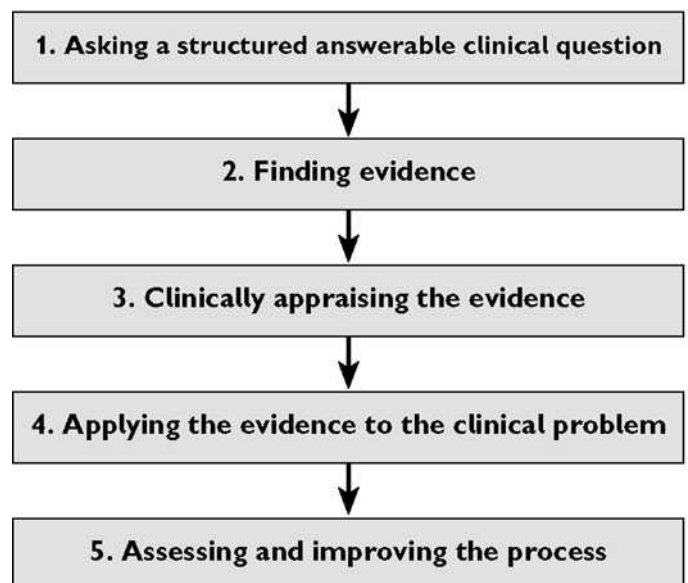 1. Asking a structured answerable clinical question
2. Finding evidence
3. Clinically appraising the evidence
4. Applying the evidence to the clinical problem
5. Assessing and improving the process